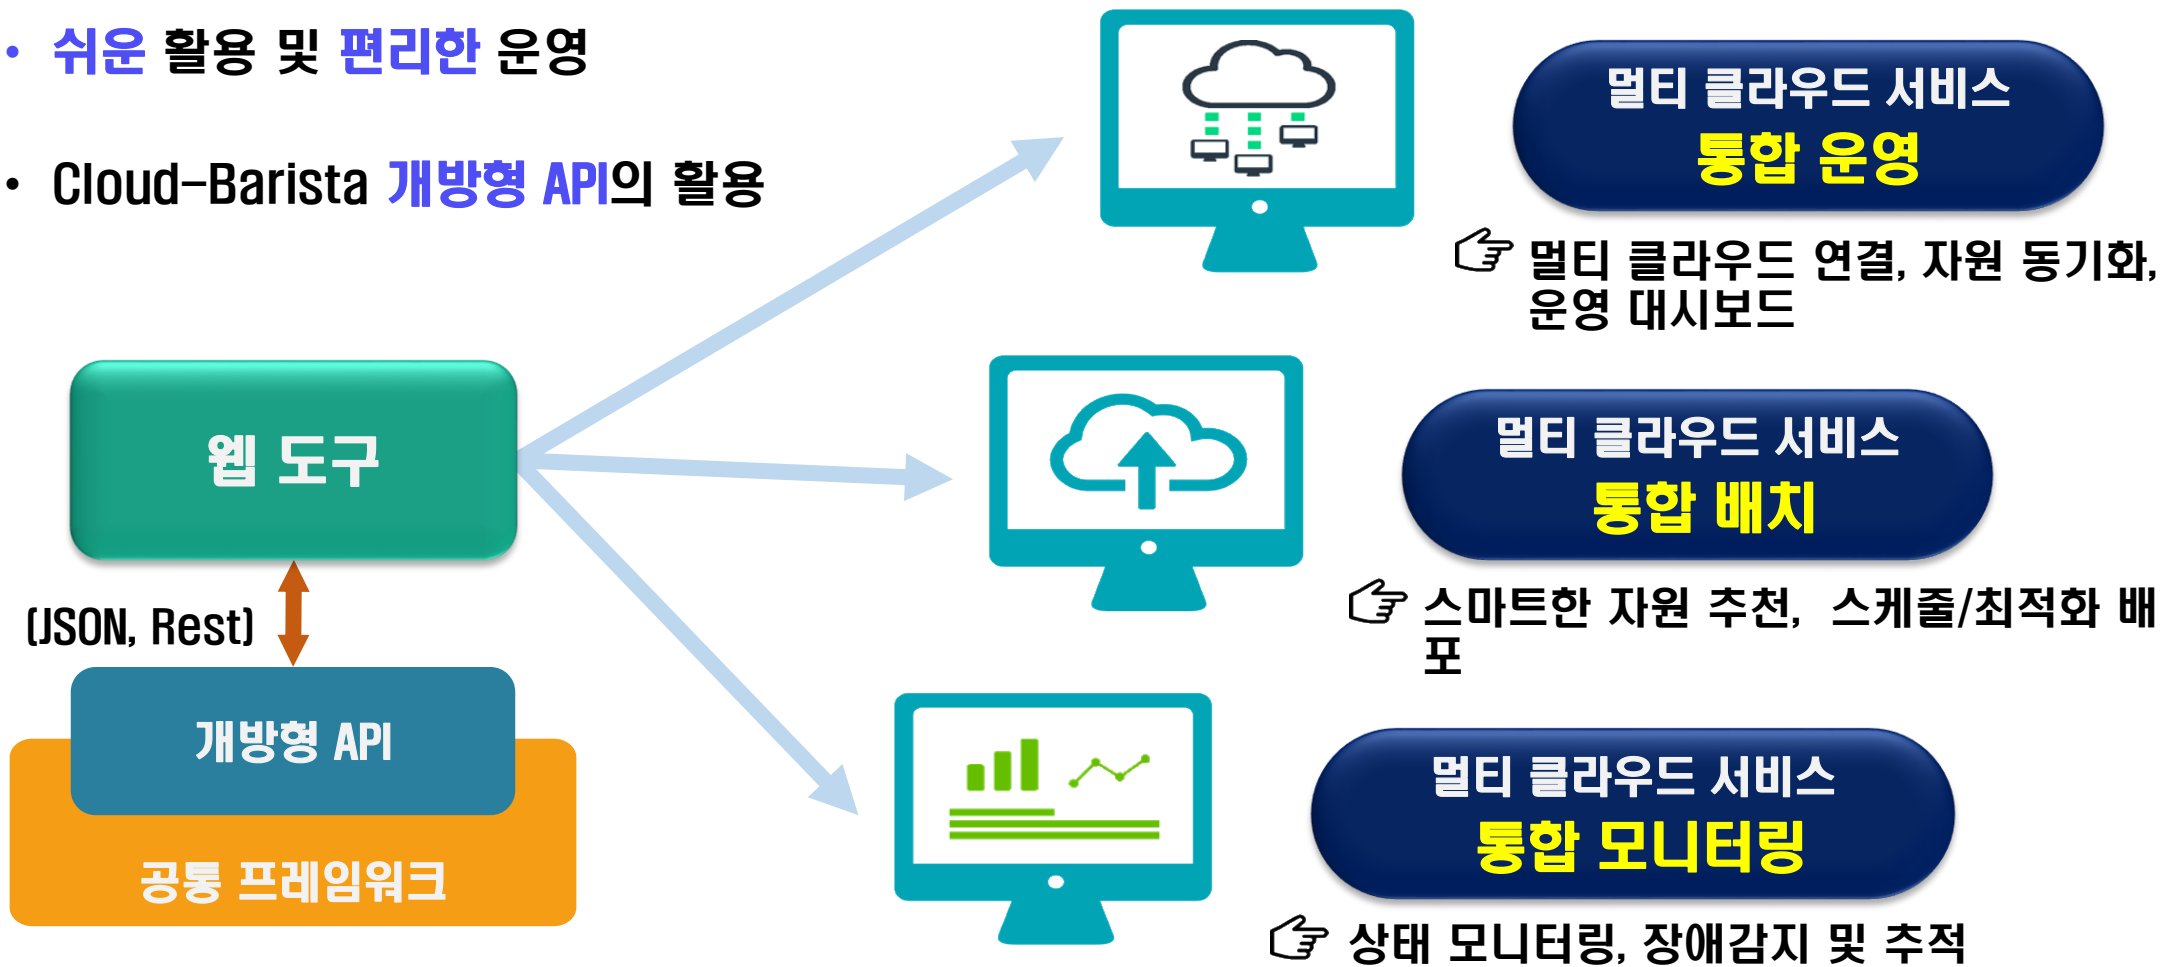 • 쉬운 활용 및 편리한 운영
• Cloud-Barista 개방형 API의 활용
멀티 클라우드 서비스
통합 운영
멀티 클라우드 연결, 자원 동기화,
운영 대시보드
웹 도구
멀티 클라우드 서비스
통합 배치
스마트한 자원 추천, 스케줄/최적화 배
포
(JSON, Rest)
개방형 API
공통 프레임워크
멀티 클라우드 서비스
통합 모니터링
상태 모니터링, 장애감지 및 추적